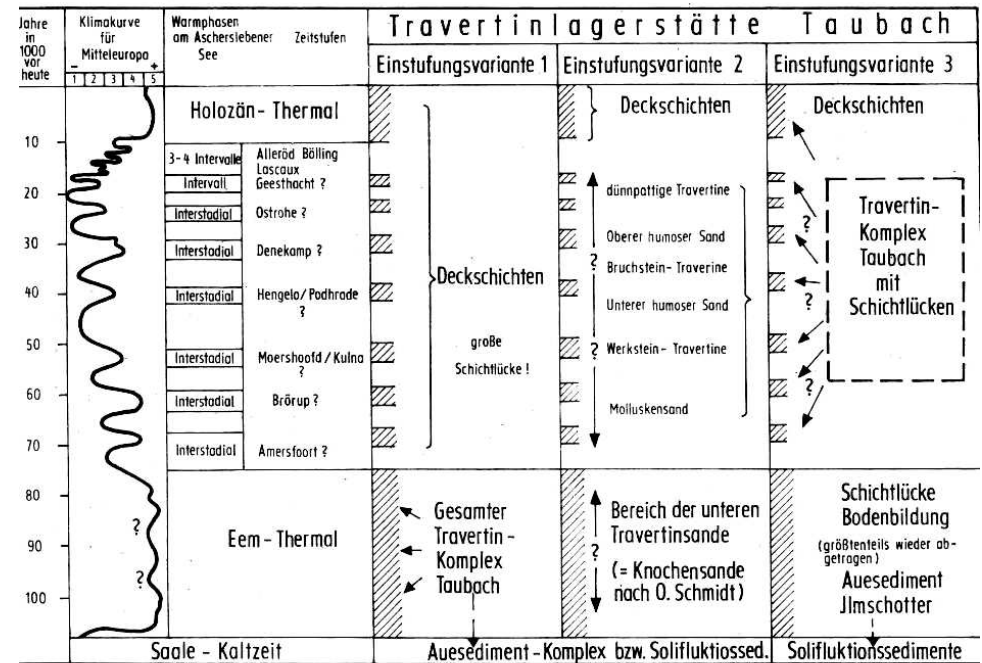 Jahre
in
1000
vor
heute
Klimakurve
für
Mitteleuropa
- +
1 2 3 4 5
Warmphasen
am Ascherslebener Zeitstufen
See
Travertinlagerstätte Taubach
Einstufungsvariante 1 Einstufungsvariante 2 Einstufungsvariante 3
Holozän - Thermal
Deckschichten
Deckschichten
10
3-4 Intervalle
Alleröd Bölling
Lascaux
Intervall
Geesthacht ?
20
Interstadial
Ostrohe ?
30
Interstadial
Denekamp ?
40
Interstadial
Hengelo/Podhrade
?
50
Interstadial
Moershoofd / Kulna
?
60
Interstadial
Brörup ?
70
Interstadial
Amersfoort ?
Deckschichten
große
Schichtlücke !
dünnpattige Travertine
Oberer humoser Sand
?
Bruchstein - Traverine
Unterer humoser Sand
?
Werkstein - Travertine
Molluskensand
?
?
?
Travertin-
Komplex
Taubach
mit
Schichtlücken
80
?
90
?
100
Eem - Thermal
Gesamter
Travertin -
Komplex
Taubach
Bereich der unteren
Travertinsande
?
(= Knochensande
nach O. Schmidt)
Schichtlücke
Bodenbildung
(größtenteils wieder ab-
getragen)
Auesediment
Jlmschotter
Saale - Kaltzeit
Auesediment - Komplex bzw. Solifluktiossed.
Solifluktionssedimente